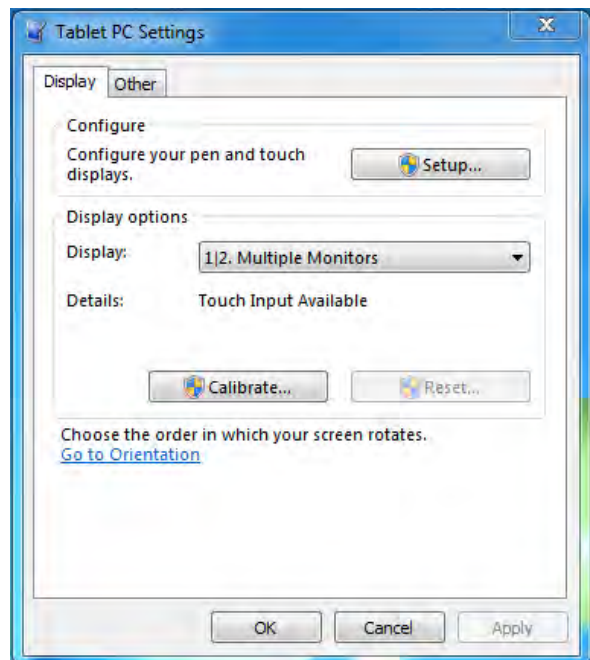 Tablet PC Settings
Display Other
Configure
Configure your pen and touch
displays.
Setup...
Display options
Display: 1|2. Multiple Monitors
Details: Touch Input Available
Calibrate... Reset...
Choose the order in which your screen rotates.
Go to Orientation
OK Cancel Apply